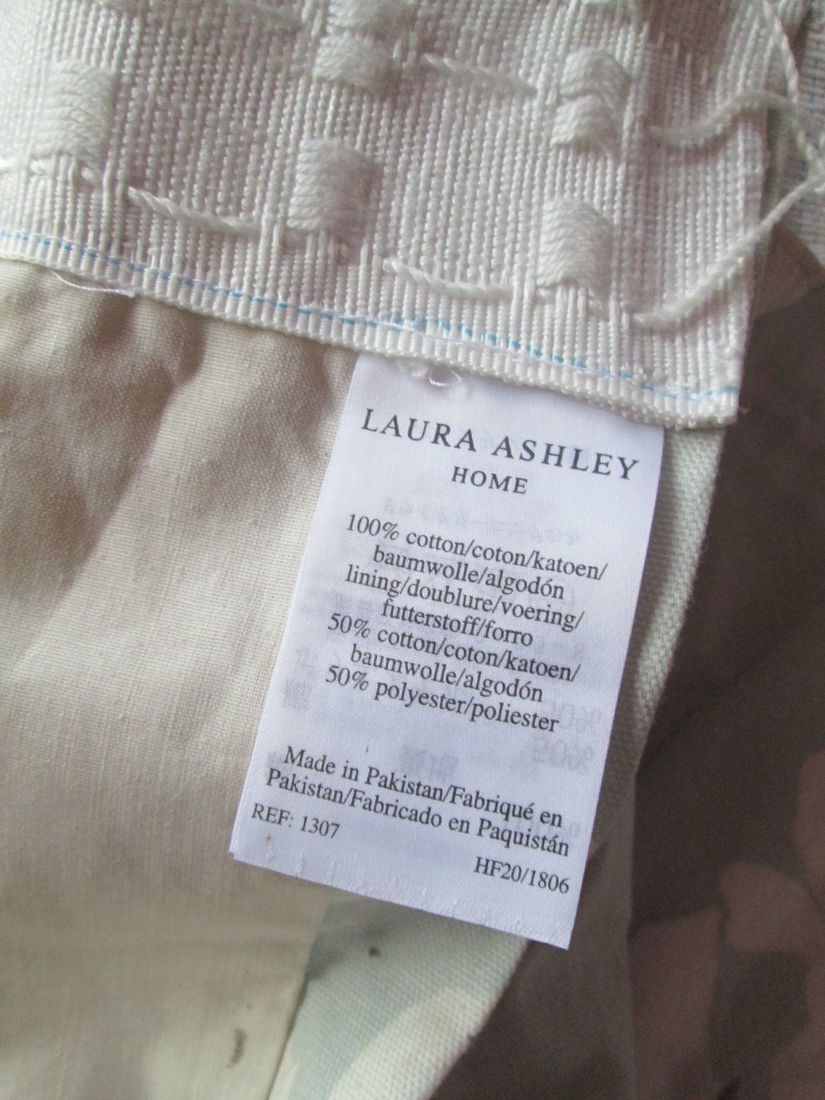 LAURA ASHLEY
HOME
100% cotton/coton/katoen/
baumwolle/algodón
lining/doublure/voering/
futterstoff/forro
50% cotton/coton/katoen/
baumwolle/algodón
50% polyester/poliester
Made in Pakistan/Fabriqué en
Pakistan/Fabricado en Paquistán
REF: 1307
HF20/1806